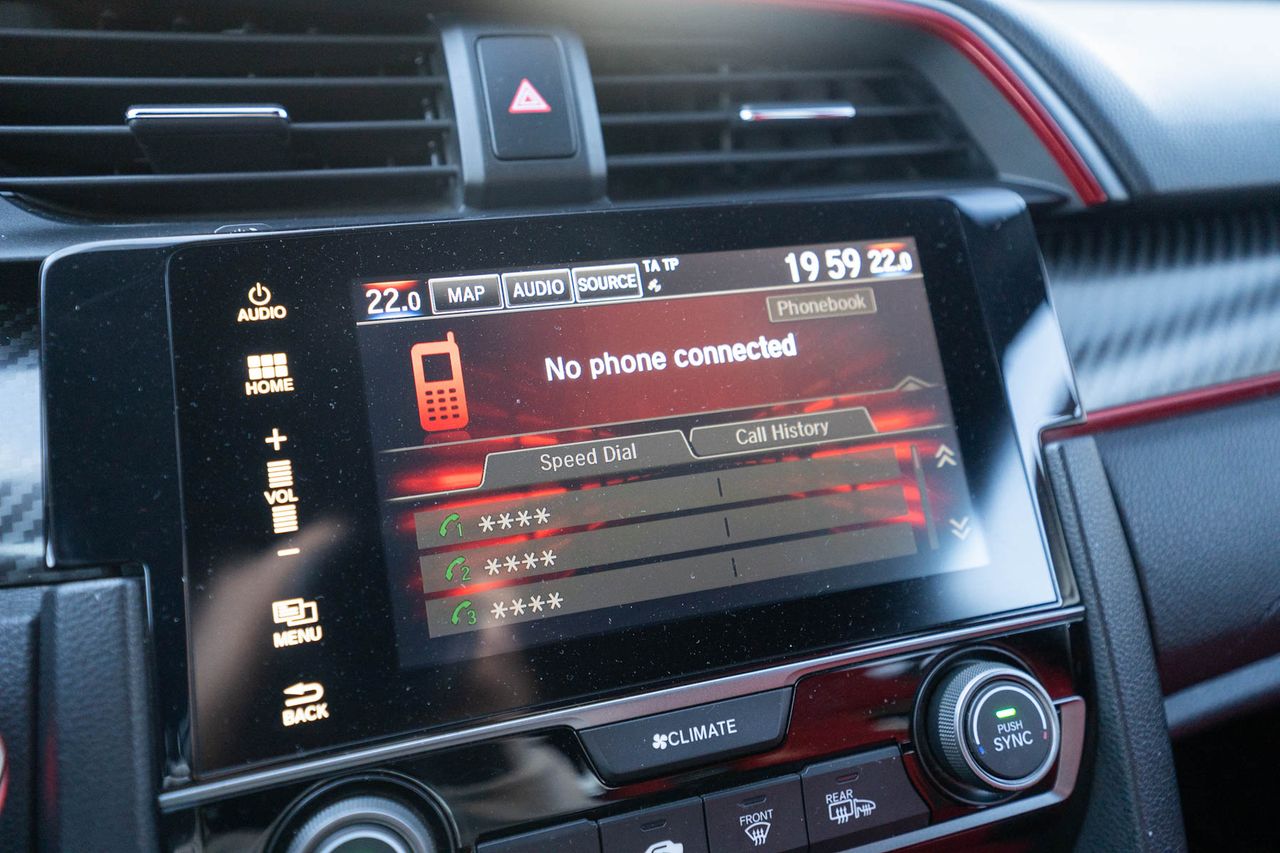 AUDIO
HOME
+
VOL
-
MENU
BACK
22.0 MAP AUDIO SOURCE TA TP 19 59 22.0
Phonebook
No phone connected
Speed Dial Call History
1 ****
2 ****
3 ****
CLIMATE
PUSH
SYNC
FRONT
REAR